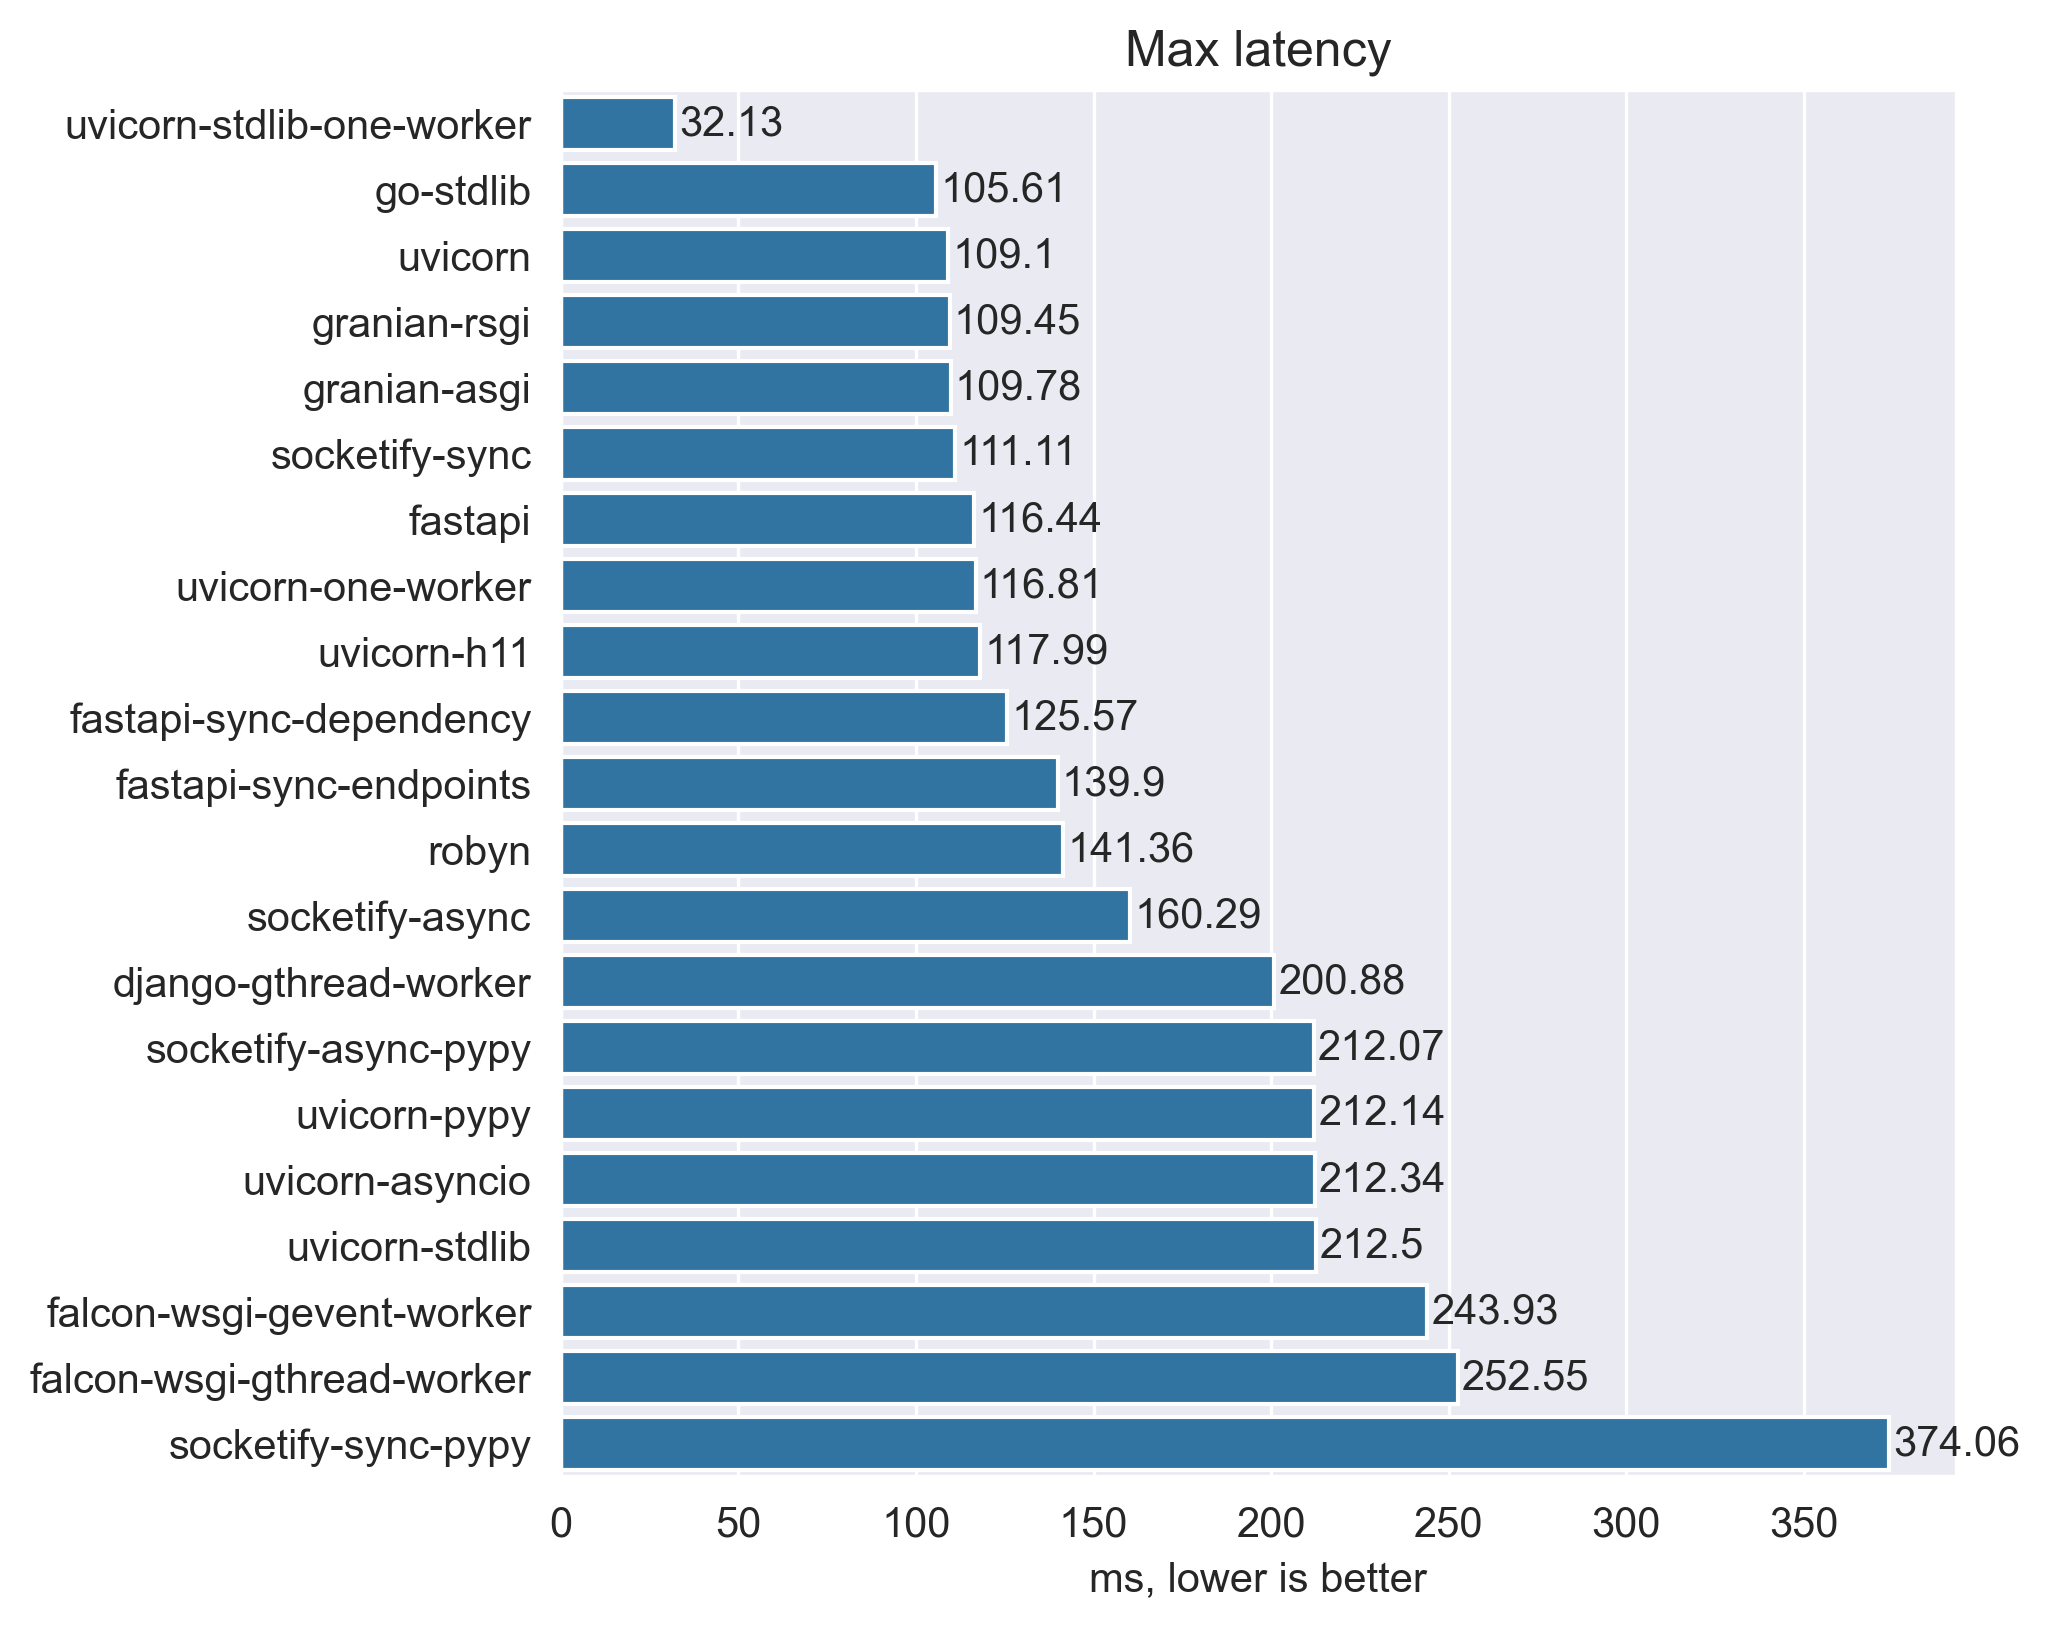 Max latency
uvicorn-stdlib-one-worker 32.13
go-stdlib 105.61
uvicorn 109.1
granian-rsgi 109.45
granian-asgi 109.78
socketify-sync 111.11
fastapi 116.44
uvicorn-one-worker 116.81
uvicorn-h11 117.99
fastapi-sync-dependency 125.57
fastapi-sync-endpoints 139.9
robyn 141.36
socketify-async 160.29
django-gthread-worker 200.88
socketify-async-pypy 212.07
uvicorn-pypy 212.14
uvicorn-asyncio 212.34
uvicorn-stdlib 212.5
falcon-wsgi-gevent-worker 243.93
falcon-wsgi-gthread-worker 252.55
socketify-sync-pypy 374.06
0 50 100 150 200 250 300 350
ms, lower is better